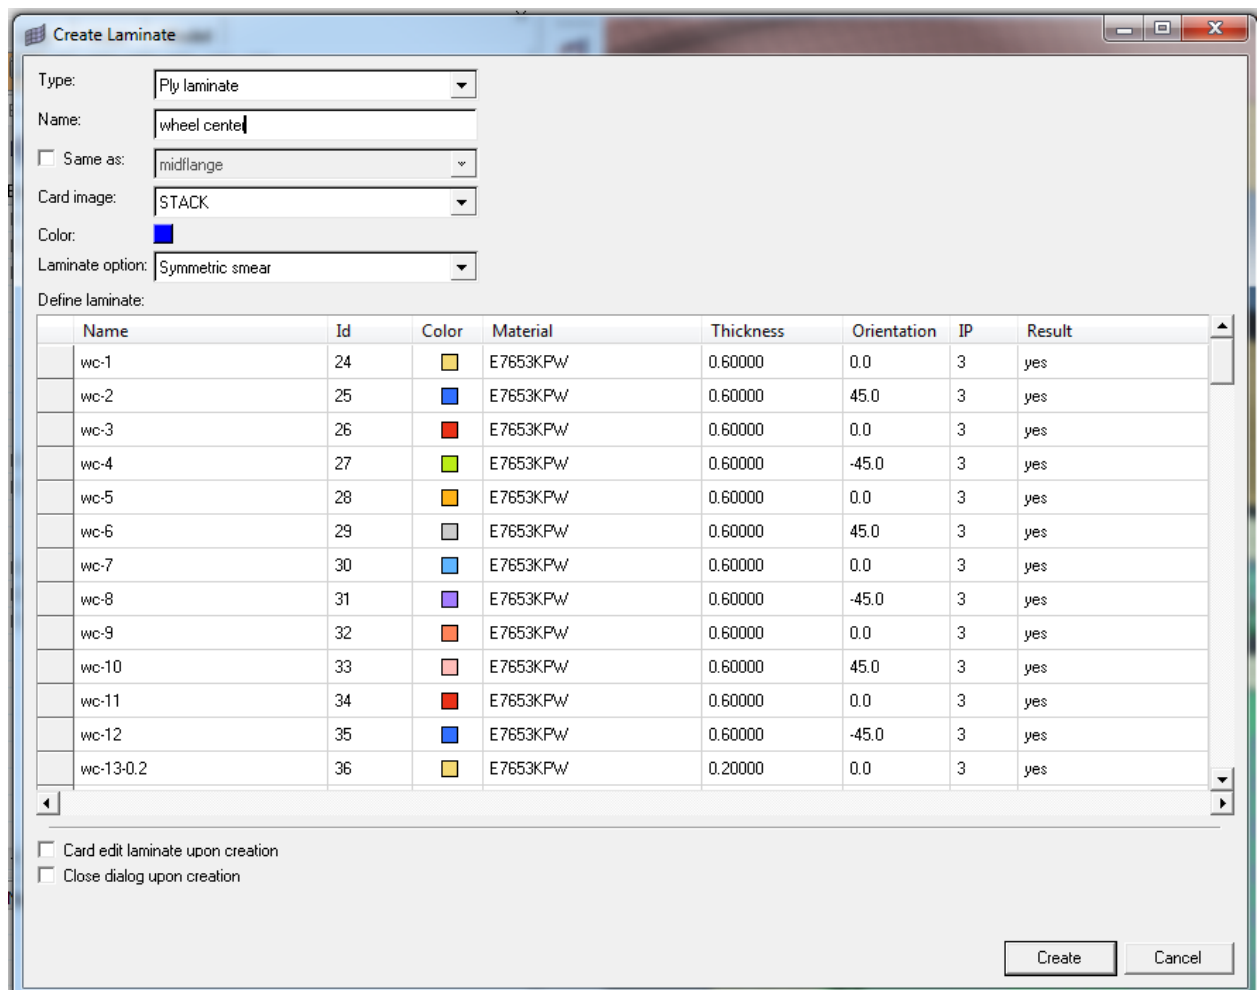 Create Laminate
Type: Ply laminate
Name: wheel center
Same as: midflange
Card image: STACK
Color:
Laminate option: Symmetric smear
Define laminate:
Name Id Color Material Thickness Orientation IP Result
wc-1 24 E7653KPW 0.60000 0.0 3 yes
wc-2 25 E7653KPW 0.60000 45.0 3 yes
wc-3 26 E7653KPW 0.60000 0.0 3 yes
wc-4 27 E7653KPW 0.60000 -45.0 3 yes
wc-5 28 E7653KPW 0.60000 0.0 3 yes
wc-6 29 E7653KPW 0.60000 45.0 3 yes
wc-7 30 E7653KPW 0.60000 0.0 3 yes
wc-8 31 E7653KPW 0.60000 -45.0 3 yes
wc-9 32 E7653KPW 0.60000 0.0 3 yes
wc-10 33 E7653KPW 0.60000 45.0 3 yes
wc-11 34 E7653KPW 0.60000 0.0 3 yes
wc-12 35 E7653KPW 0.60000 -45.0 3 yes
wc-13-0.2 36 E7653KPW 0.20000 0.0 3 yes
Card edit laminate upon creation
Close dialog upon creation
Create Cancel